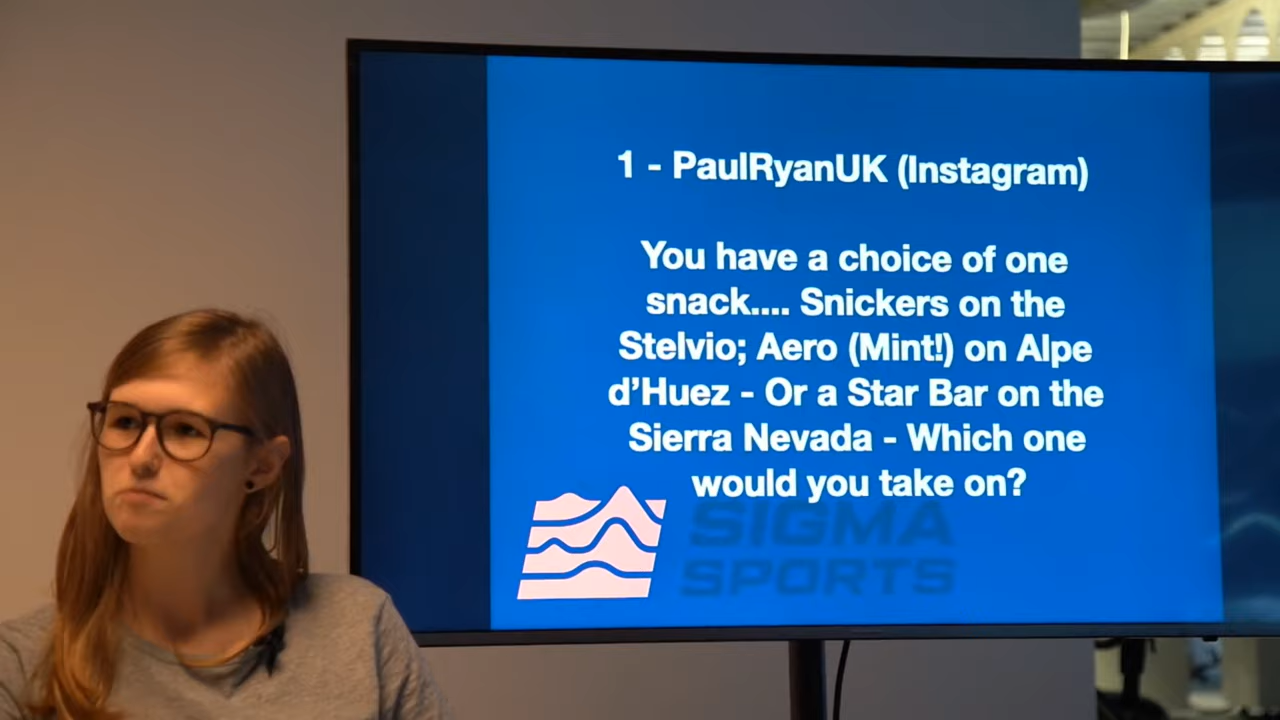 1 - PaulRyanUK (Instagram)
You have a choice of one
snack.... Snickers on the
Stelvio; Aero (Mint!) on Alpe
d’Huez - Or a Star Bar on the
Sierra Nevada - Which one
would you take on?
SIGMA
SPORTS